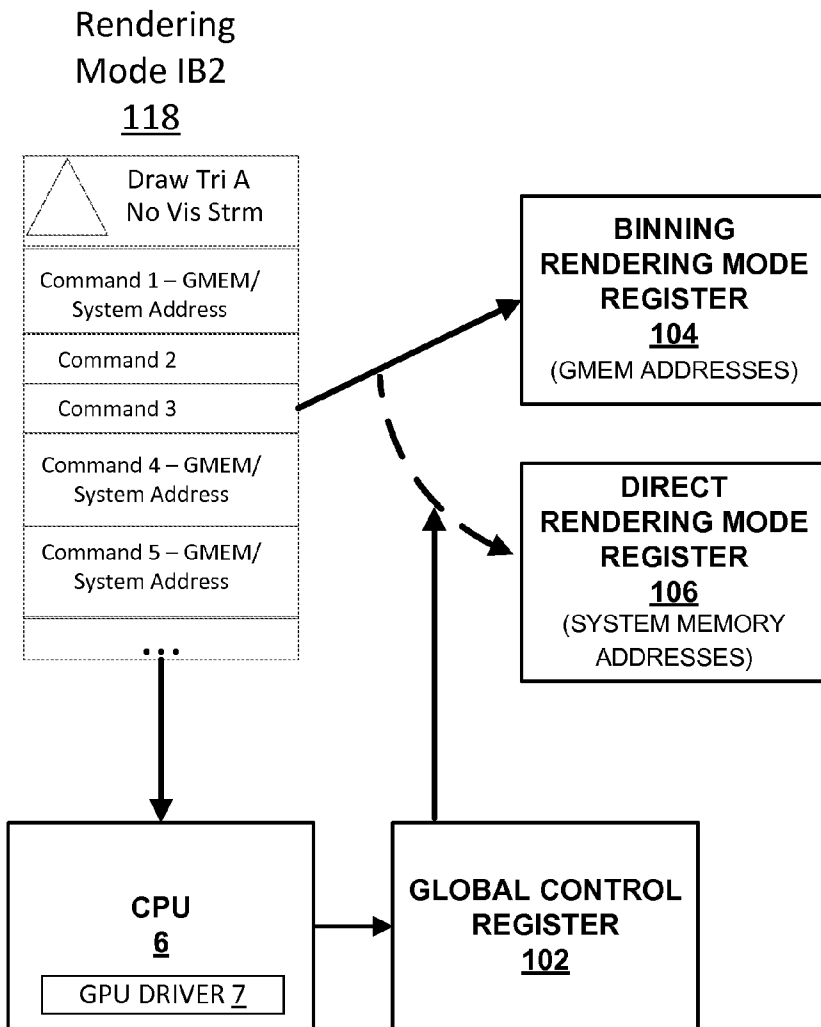 Rendering
Mode IB2
118
Draw Tri A
No Vis Strm
Command 1 – GMEM/
System Address
Command 2
Command 3
Command 4 – GMEM/
System Address
Command 5 – GMEM/
System Address
...
BINNING
RENDERING MODE
REGISTER
104
(GMEM ADDRESSES)
DIRECT
RENDERING MODE
REGISTER
106
(SYSTEM MEMORY
ADDRESSES)
CPU
6
GPU DRIVER 7
GLOBAL CONTROL
REGISTER
102